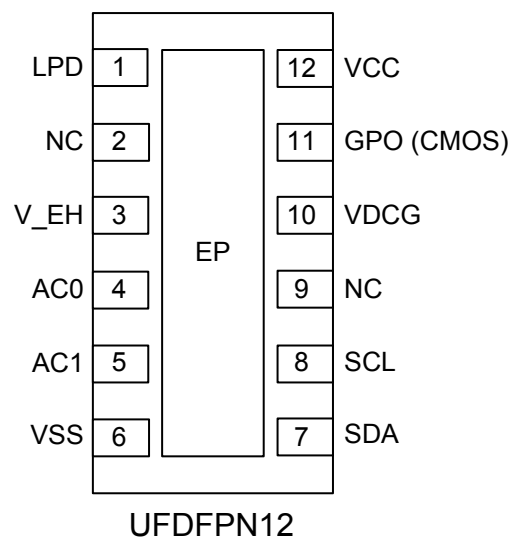 LPD 1 12 VCC
NC 2 11 GPO (CMOS)
V_EH 3 10 VDCG
EP
AC0 4 9 NC
AC1 5 8 SCL
VSS 6 7 SDA
UFDFPN12